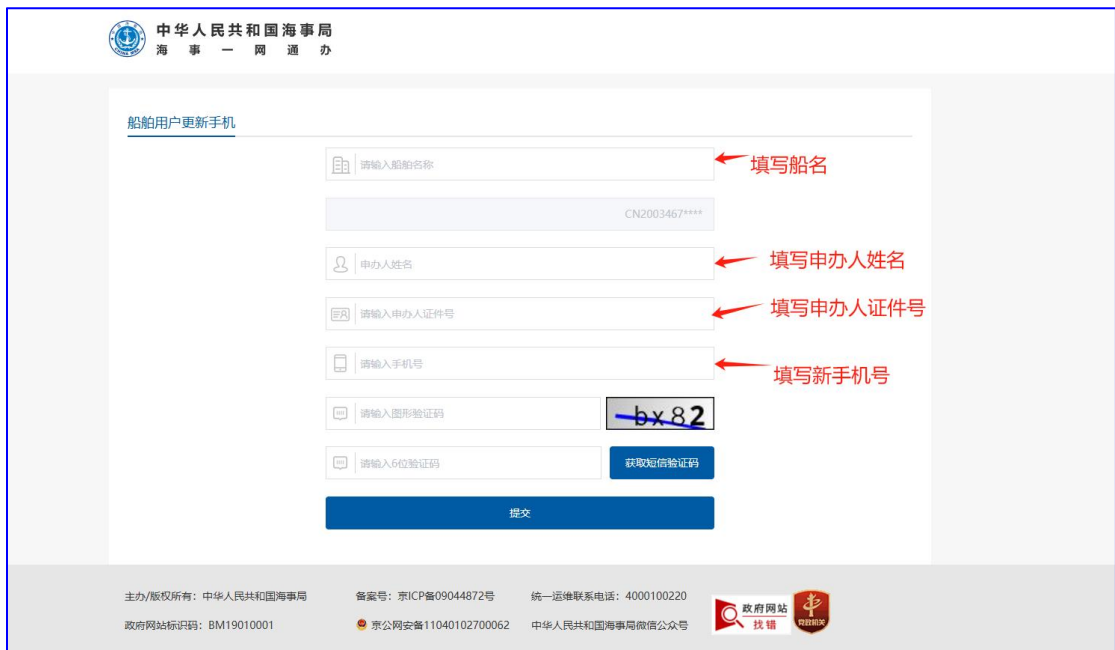 中华人民共和国海事局
海事一网通办
船舶用户更新手机
请输入船舶名称
填写船名
CN2003467****
申办人姓名
填写申办人姓名
请输入申办人证件号
填写申办人证件号
请输入手机号
填写新手机号
请输入图形验证码
bx82
请输入6位验证码
获取短信验证码
提交
主办/版权所有：中华人民共和国海事局
备案号：京ICP备09044872号
统一运维联系电话：4000100220
政府网站标识码：BM19010001
京公网安备11040102700062
中华人民共和国海事局微信公众号
政府网站
找错
党政机关